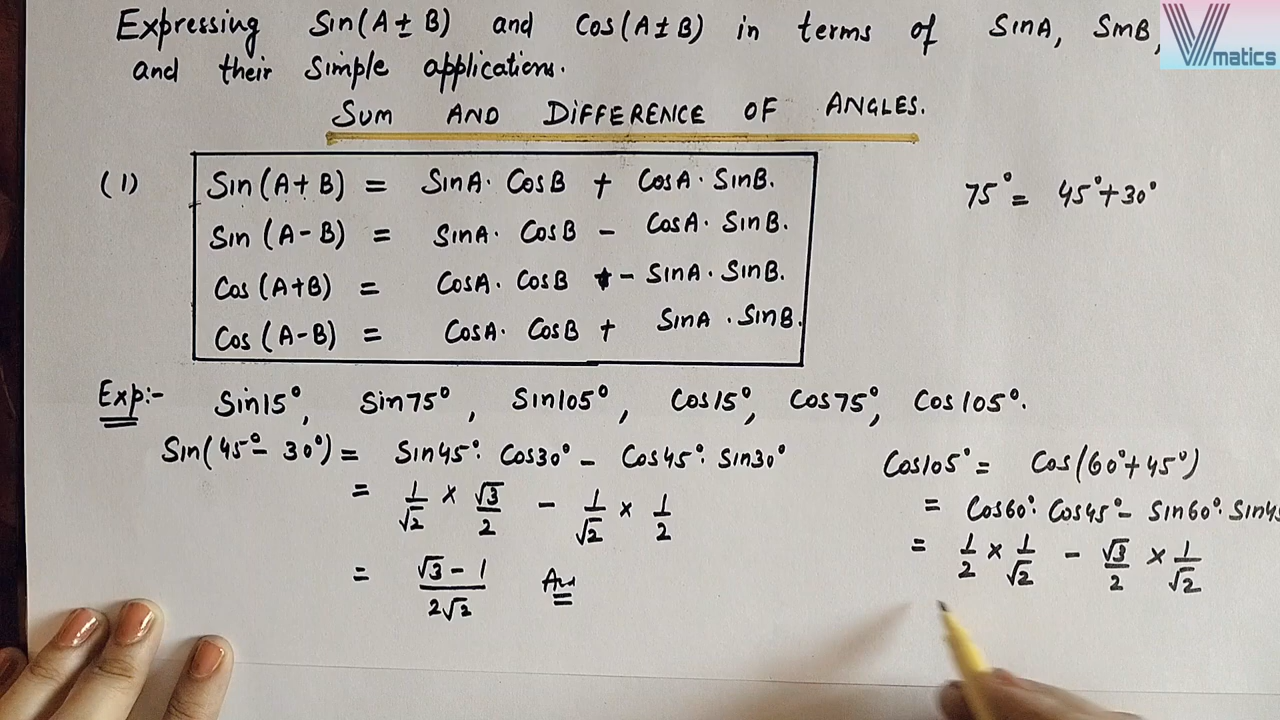 Expressing Sin(A ± B) and Cos(A ± B) in terms of SinA, SinB,
and their Simple applications.
V matics
SUM AND DIFFERENCE OF ANGLES.
(1) Sin(A+B) = SinA. CosB + CosA. SinB.
75° = 45°+30°
Sin (A-B) = SinA. CosB - CosA. SinB.
Cos (A+B) = CosA. CosB - SinA. SinB.
Cos (A-B) = CosA. CosB + SinA. SinB.
Exp:- Sin15°, Sin75°, Sin105°, Cos15°, Cos75°, Cos105°.
Sin(45°- 30°) = Sin45°. Cos30° - Cos45°. Sin30°
= 1/√2 × √3/2 - 1/√2 × 1/2
= √3 - 1/2√2 Ans
Cos105° = Cos(60°+45°)
= Cos60°. Cos45° - Sin60°. Sin45
= 1/2 × 1/√2 - √3/2 × 1/√2